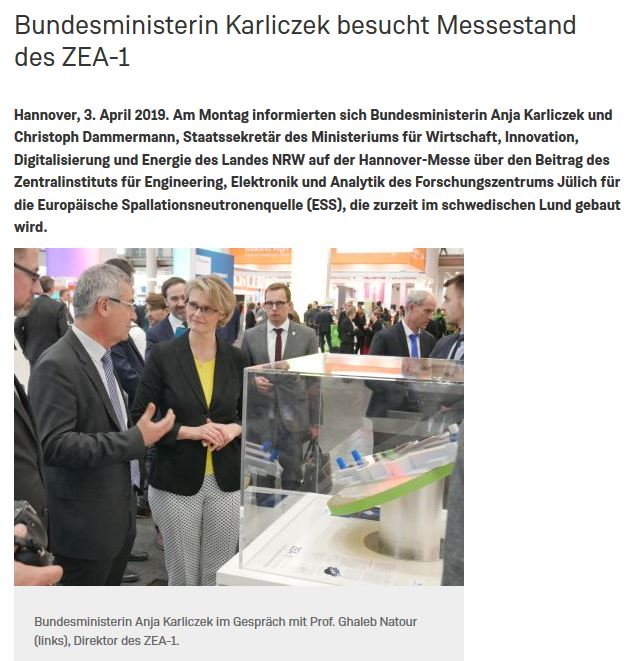 Bundesministerin Karliczek besucht Messestand
des ZEA-1
Hannover, 3. April 2019. Am Montag informierten sich Bundesministerin Anja Karliczek und
Christoph Dammermann, Staatssekretär des Ministeriums für Wirtschaft, Innovation,
Digitalisierung und Energie des Landes NRW auf der Hannover-Messe über den Beitrag des
Zentralinstituts für Engineering, Elektronik und Analytik des Forschungszentrums Jülich für
die Europäische Spallationsneutronenquelle (ESS), die zurzeit im schwedischen Lund gebaut
wird.
Bundesministerin Anja Karliczek im Gespräch mit Prof. Ghaleb Natour
(links), Direktor des ZEA-1.